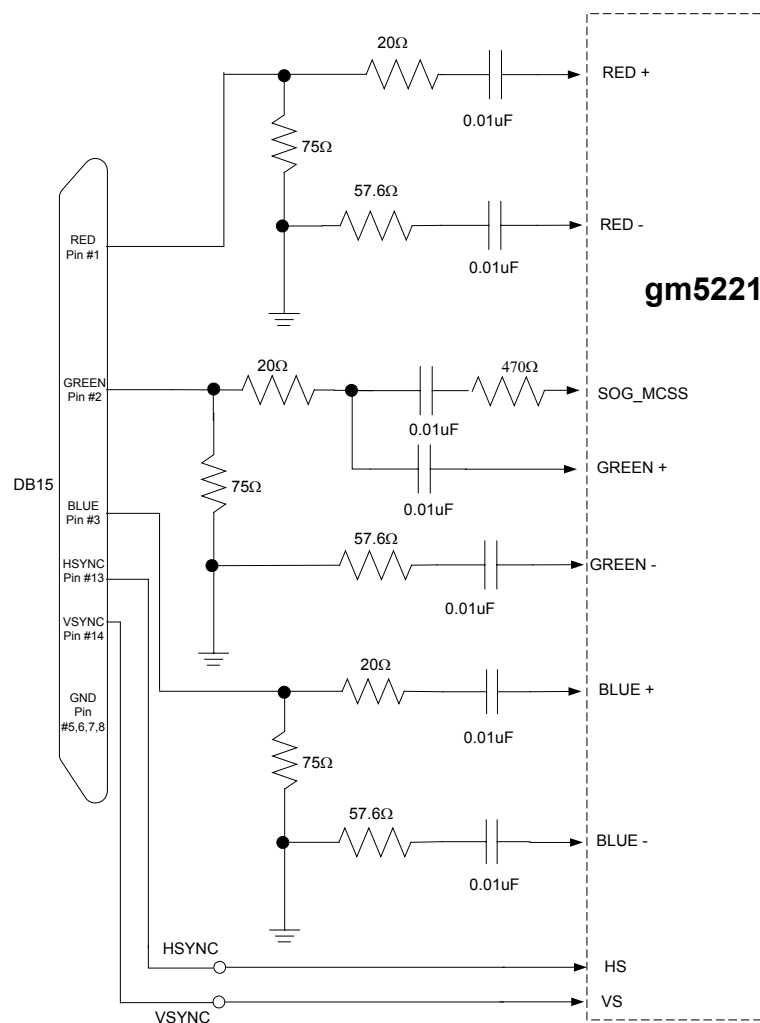 20Ω
RED +
0.01uF
75Ω
57.6Ω
RED -
0.01uF
RED
Pin #1
gm5221
20Ω
470Ω
GREEN
Pin #2
SOG_MCSS
0.01uF
GREEN +
75Ω
0.01uF
DB15
BLUE
Pin #3
57.6Ω
HSYNC
Pin #13
GREEN -
0.01uF
VSYNC
Pin #14
20Ω
BLUE +
GND
Pin
#5,6,7,8
0.01uF
75Ω
57.6Ω
BLUE -
0.01uF
HSYNC
HS
VS
VSYNC